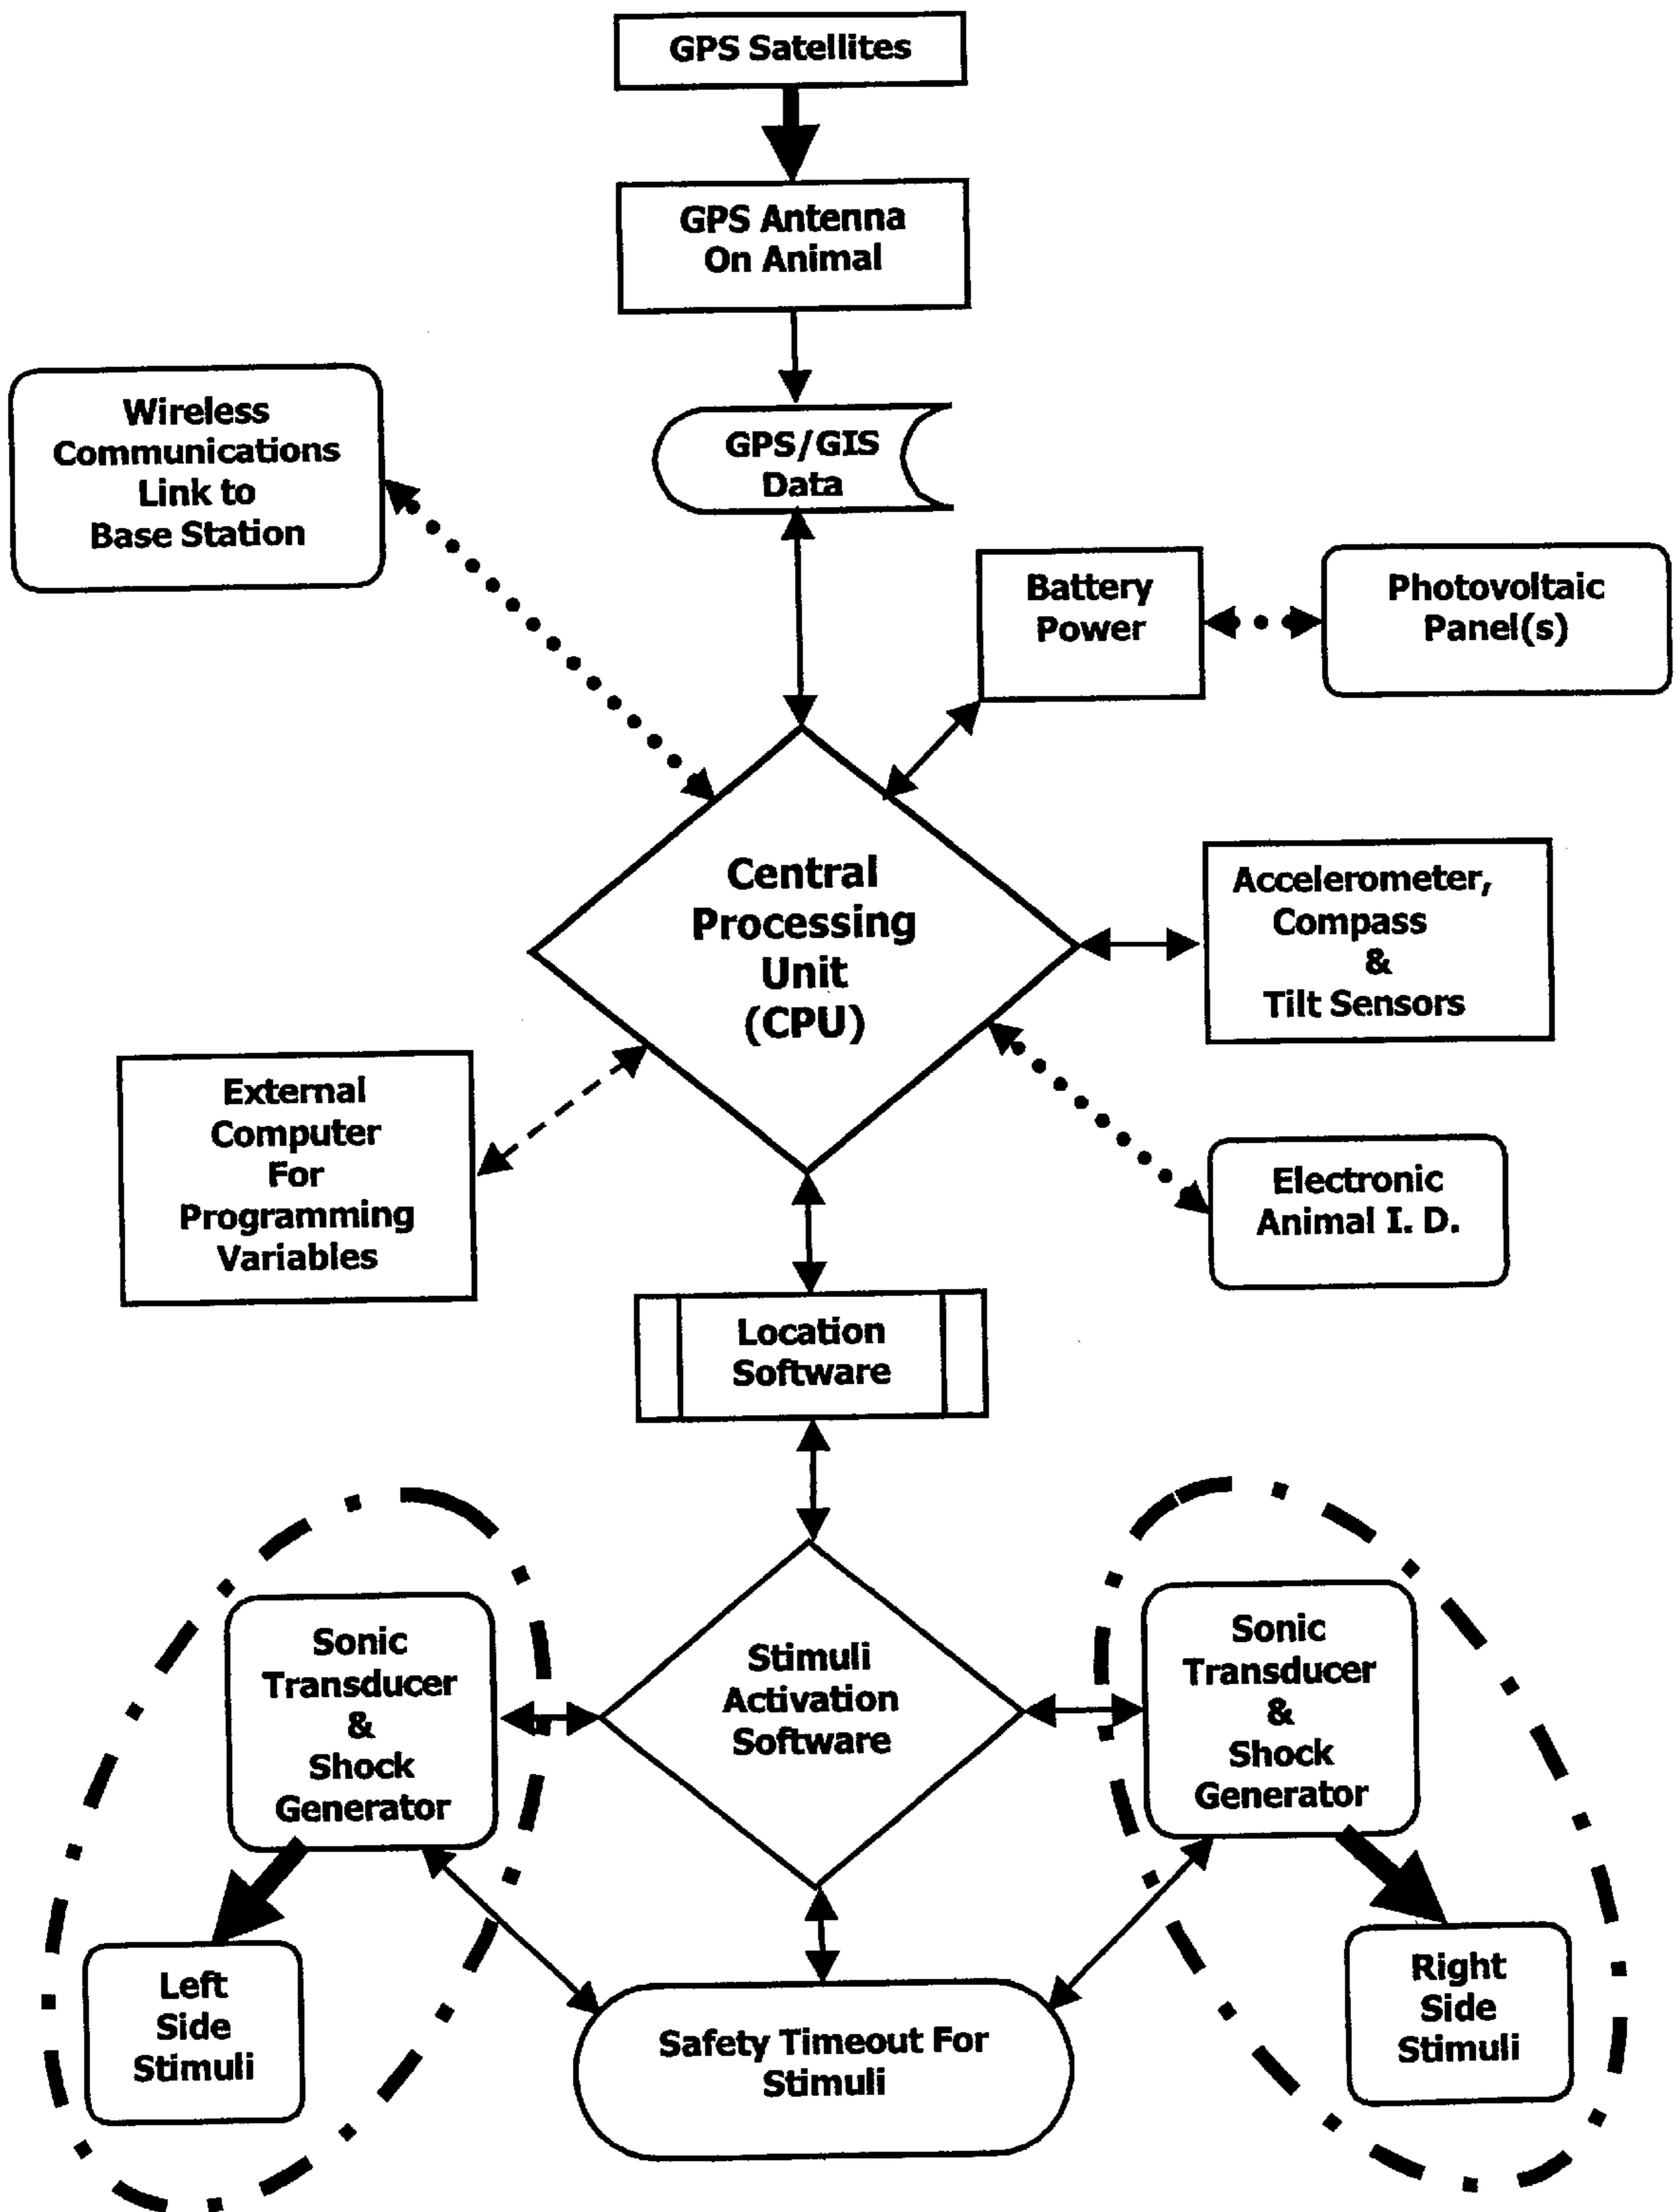 GPS Satellites
GPS Antenna
On Animal
Wireless
Communications
Link to
Base Station
GPS/GIS
Data
Battery
Power
Photovoltaic
Panel(s)
Central
Processing
Unit
(CPU)
Accelerometer,
Compass
&
Tilt Sensors
External
Computer
For
Programming
Variables
Electronic
Animal I. D.
Location
Software
Sonic
Transducer
&
Shock
Generator
Stimuli
Activation
Software
Sonic
Transducer
&
Shock
Generator
Left
Side
Stimuli
Safety Timeout For
Stimuli
Right
Side
Stimuli